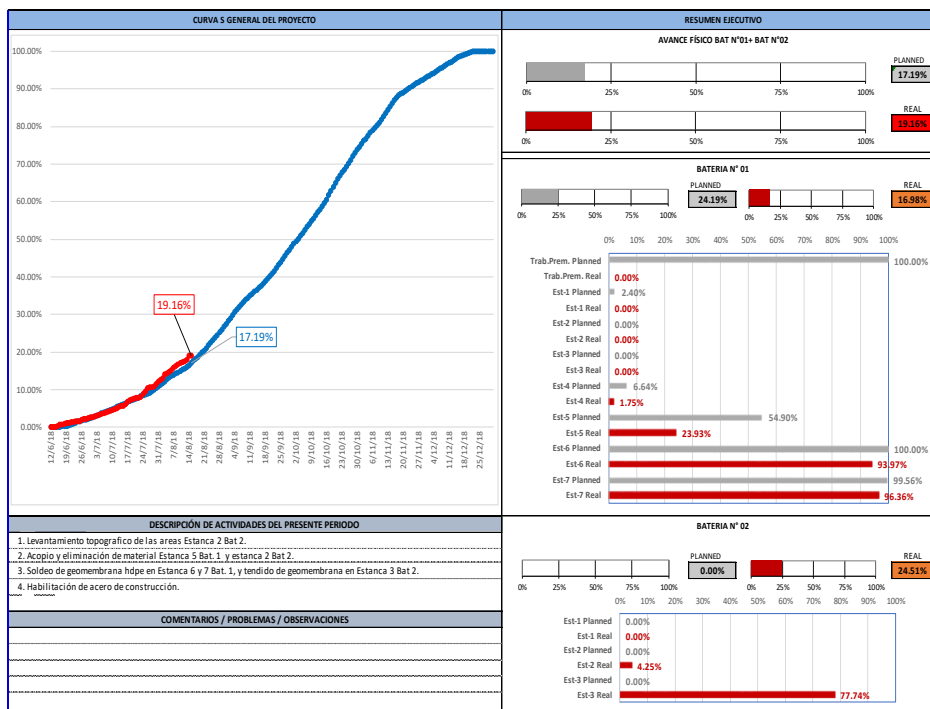 CURVA S GENERAL DEL PROYECTO
100.00%
90.00%
80.00%
70.00%
60.00%
50.00%
40.00%
30.00%
20.00%
10.00%
0.00%
19.16%
17.19%
12/6/18
19/6/18
26/6/18
3/7/18
10/7/18
17/7/18
24/7/18
31/7/18
7/8/18
14/8/18
21/8/18
28/8/18
4/9/18
11/9/18
18/9/18
25/9/18
2/10/18
9/10/18
16/10/18
23/10/18
30/10/18
6/11/18
13/11/18
20/11/18
27/11/18
4/12/18
11/12/18
18/12/18
25/12/18
DESCRIPCIÓN DE ACTIVIDADES DEL PRESENTE PERIODO
1. Levantamiento topografico de las areas Estanca 2 Bat 2.
2. Acopio y eliminación de material Estanca 5 Bat. 1 y estanca 2 Bat 2.
3. Soldeo de geomembrana hdpe en Estanca 6 y 7 Bat. 1, y tendido de geomembrana en Estanca 3 Bat 2.
4. Habilitación de acero de construcción.
COMENTARIOS / PROBLEMAS / OBSERVACIONES
RESUMEN EJECUTIVO
AVANCE FÍSICO BAT N°01+ BAT N°02
PLANNED
17.19%
0% 25% 50% 75% 100%
REAL
19.16%
0% 25% 50% 75% 100%
BATERIA N° 01
PLANNED
24.19%
REAL
16.98%
0% 25% 50% 75% 100%
0% 25% 50% 75% 100%
0% 10% 20% 30% 40% 50% 60% 70% 80% 90% 100%
Trab.Prem. Planned 100.00%
Trab.Prem. Real 0.00%
Est-1 Planned 2.40%
Est-1 Real 0.00%
Est-2 Planned 0.00%
Est-2 Real 0.00%
Est-3 Planned 0.00%
Est-3 Real 0.00%
Est-4 Planned 6.64%
Est-4 Real 1.75%
Est-5 Planned 54.90%
Est-5 Real 23.93%
Est-6 Planned 100.00%
Est-6 Real 93.97%
Est-7 Planned 99.56%
Est-7 Real 96.36%
BATERIA N° 02
PLANNED
0.00%
REAL
24.51%
0% 25% 50% 75% 100%
0% 25% 50% 75% 100%
0% 10% 20% 30% 40% 50% 60% 70% 80% 90% 100%
Est-1 Planned 0.00%
Est-1 Real 0.00%
Est-2 Planned 0.00%
Est-2 Real 4.25%
Est-3 Planned 0.00%
Est-3 Real 77.74%